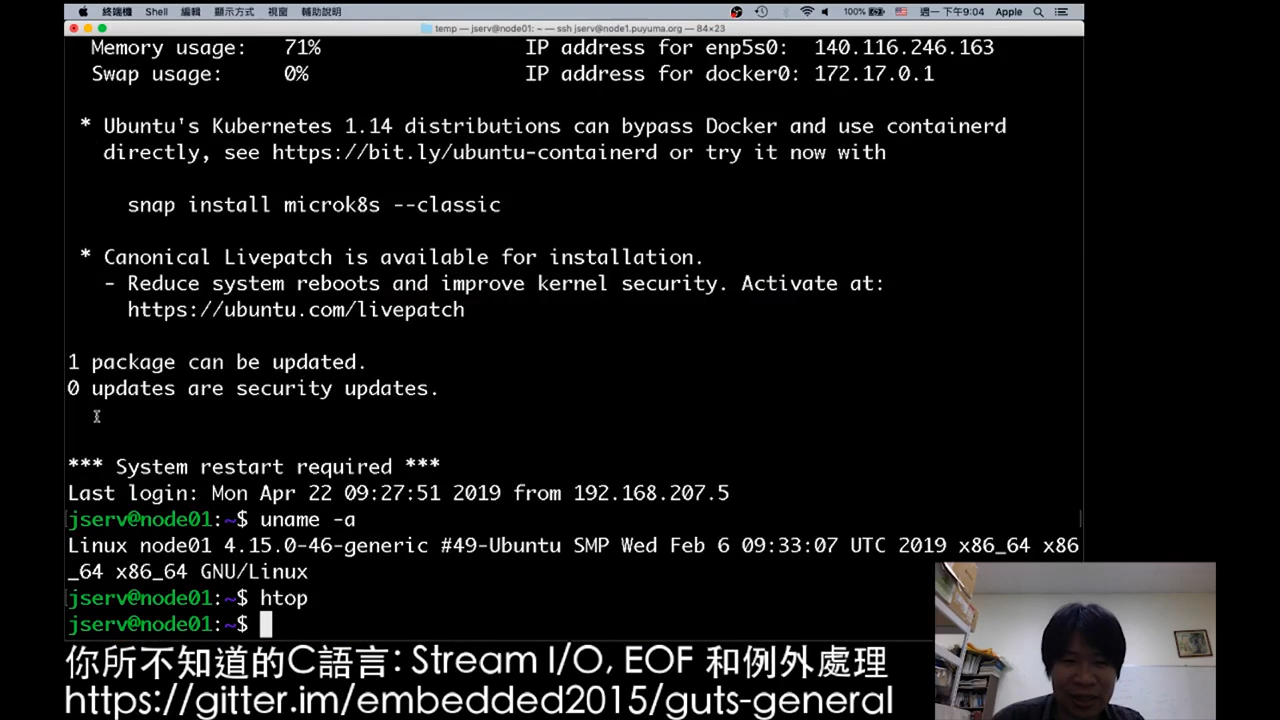 終端機 Shell 編輯 顯示方式 視窗 輔助說明 100% 週一 下午9:04 Apple
temp — jserv@node01: ~ — ssh jserv@node1.puyuma.org — 84×23
Memory usage: 71% IP address for enp5s0: 140.116.246.163
Swap usage: 0% IP address for docker0: 172.17.0.1
* Ubuntu's Kubernetes 1.14 distributions can bypass Docker and use containerd
directly, see https://bit.ly/ubuntu-containerd or try it now with
snap install microk8s --classic
* Canonical Livepatch is available for installation.
- Reduce system reboots and improve kernel security. Activate at:
https://ubuntu.com/livepatch
1 package can be updated.
0 updates are security updates.
*** System restart required ***
Last login: Mon Apr 22 09:27:51 2019 from 192.168.207.5
jserv@node01:~$ uname -a
Linux node01 4.15.0-46-generic #49-Ubuntu SMP Wed Feb 6 09:33:07 UTC 2019 x86_64 x86
_64 x86_64 GNU/Linux
jserv@node01:~$ htop
jserv@node01:~$
你所不知道的C語言: Stream I/O, EOF 和例外處理
https://gitter.im/embedded2015/guts-general